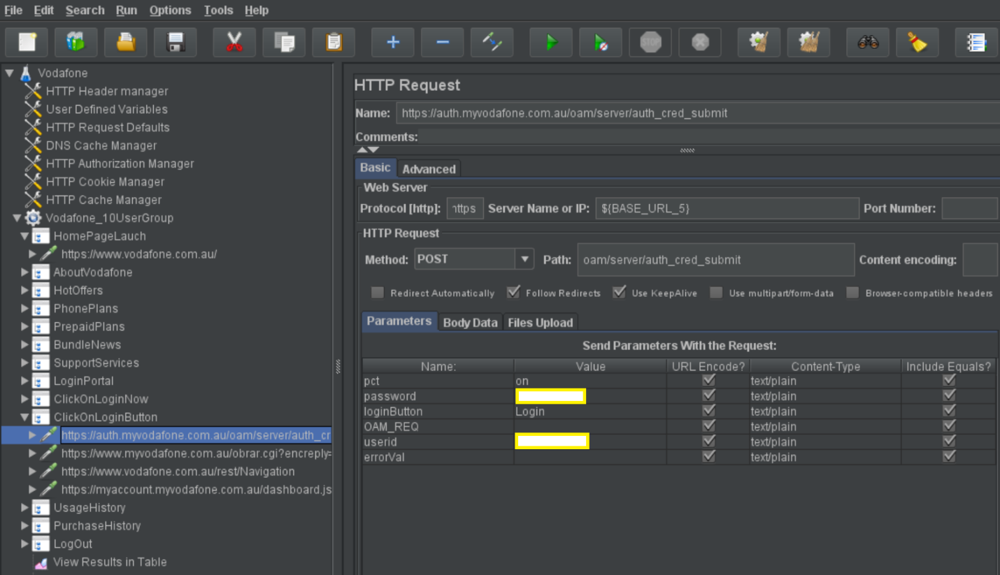 File Edit Search Run Options Tools Help
STOP
Vodafone
HTTP Header manager
User Defined Variables
HTTP Request Defaults
DNS Cache Manager
HTTP Authorization Manager
HTTP Cookie Manager
HTTP Cache Manager
Vodafone_10UserGroup
HomePageLauch
https://www.vodafone.com.au/
AboutVodafone
HotOffers
PhonePlans
PrepaidPlans
BundleNews
SupportServices
LoginPortal
ClickOnLoginNow
ClickOnLoginButton
https://auth.myvodafone.com.au/oam/server/auth_cr
https://www.myvodafone.com.au/obrar.cgi?encreply=
https://www.vodafone.com.au/rest/Navigation
https://myaccount.myvodafone.com.au/dashboard.js
UsageHistory
PurchaseHistory
LogOut
View Results in Table
HTTP Request
Name: https://auth.myvodafone.com.au/oam/server/auth_cred_submit
Comments:
Basic Advanced
Web Server
Protocol [http]: https Server Name or IP: ${BASE_URL_5} Port Number:
HTTP Request
Method: POST Path: oam/server/auth_cred_submit Content encoding:
Redirect Automatically Follow Redirects Use KeepAlive Use multipart/form-data Browser-compatible headers
Parameters Body Data Files Upload
Send Parameters With the Request:
Name: Value URL Encode? Content-Type Include Equals?
pct on text/plain
password text/plain
loginButton Login text/plain
OAM_REQ text/plain
userid text/plain
errorVal text/plain